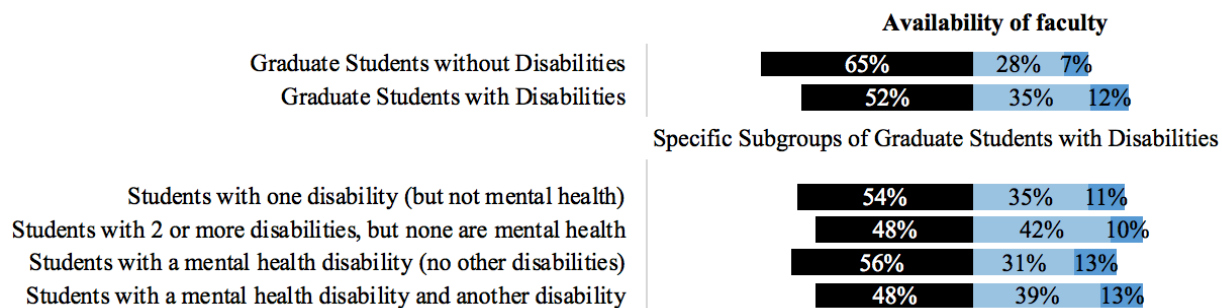 Availability of faculty
Graduate Students without Disabilities 65% 28% 7%
Graduate Students with Disabilities 52% 35% 12%
Specific Subgroups of Graduate Students with Disabilities
Students with one disability (but not mental health) 54% 35% 11%
Students with 2 or more disabilities, but none are mental health 48% 42% 10%
Students with a mental health disability (no other disabilities) 56% 31% 13%
Students with a mental health disability and another disability 48% 39% 13%